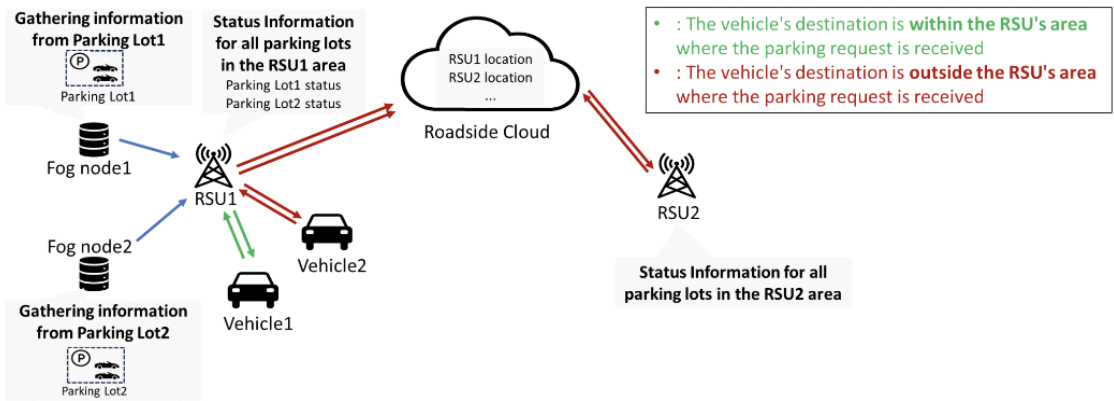 Gathering information
from Parking Lot1
P
Parking Lot1
Fog node1
Fog node2
Gathering information
from Parking Lot2
P
Parking Lot2
Status Information
for all parking lots
in the RSU1 area
Parking Lot1 status
Parking Lot2 status
RSU1
Vehicle2
Vehicle1
RSU1 location
RSU2 location
...
Roadside Cloud
RSU2
Status Information for all
parking lots in the RSU2 area
• : The vehicle's destination is within the RSU's area
where the parking request is received
• : The vehicle's destination is outside the RSU's area
where the parking request is received